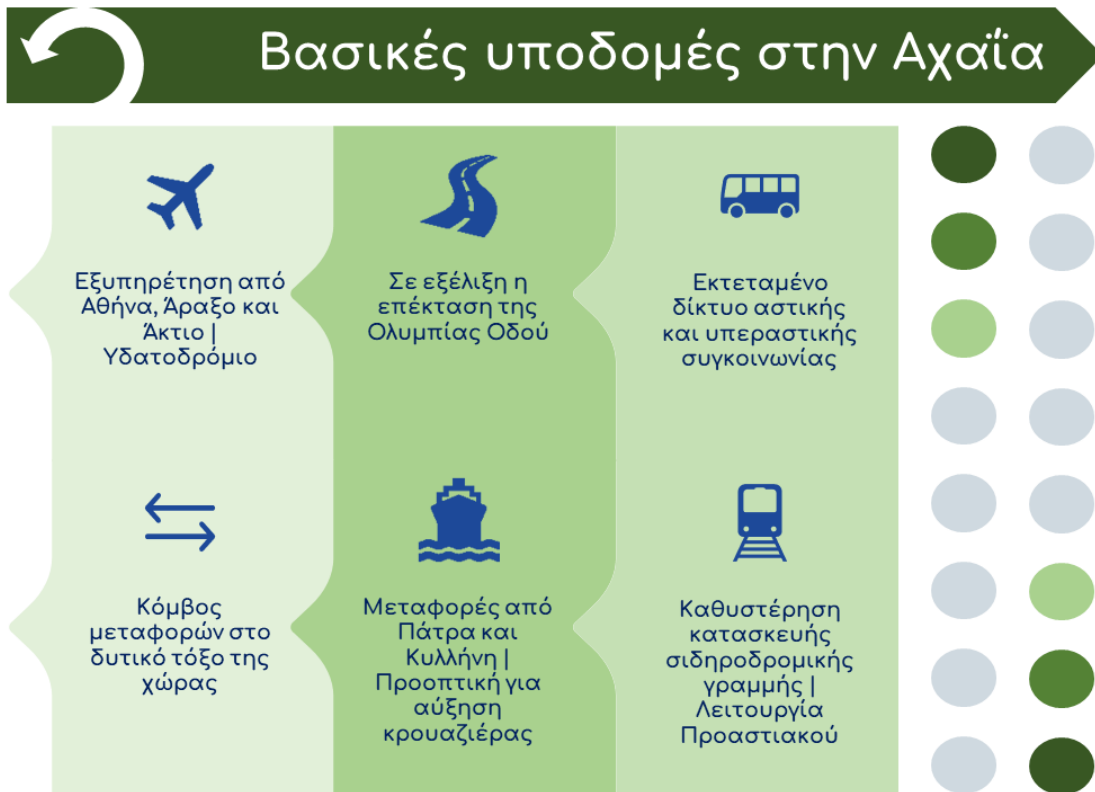 Βασικές υποδομές στην Αχαΐα
Εξυπηρέτηση από
Αθήνα, Άραξο και
Άκτιο |
Υδατοδρόμιο
Σε εξέλιξη η
επέκταση της
Ολυμπίας Οδού
Εκτεταμένο
δίκτυο αστικής
και υπεραστικής
συγκοινωνίας
Κόμβος
μεταφορών στο
δυτικό τόξο της
χώρας
Μεταφορές από
Πάτρα και
Κυλλήνη |
Προοπτική για
αύξηση
κρουαζιέρας
Καθυστέρηση
κατασκευής
σιδηροδρομικής
γραμμής |
Λειτουργία
Προαστιακού